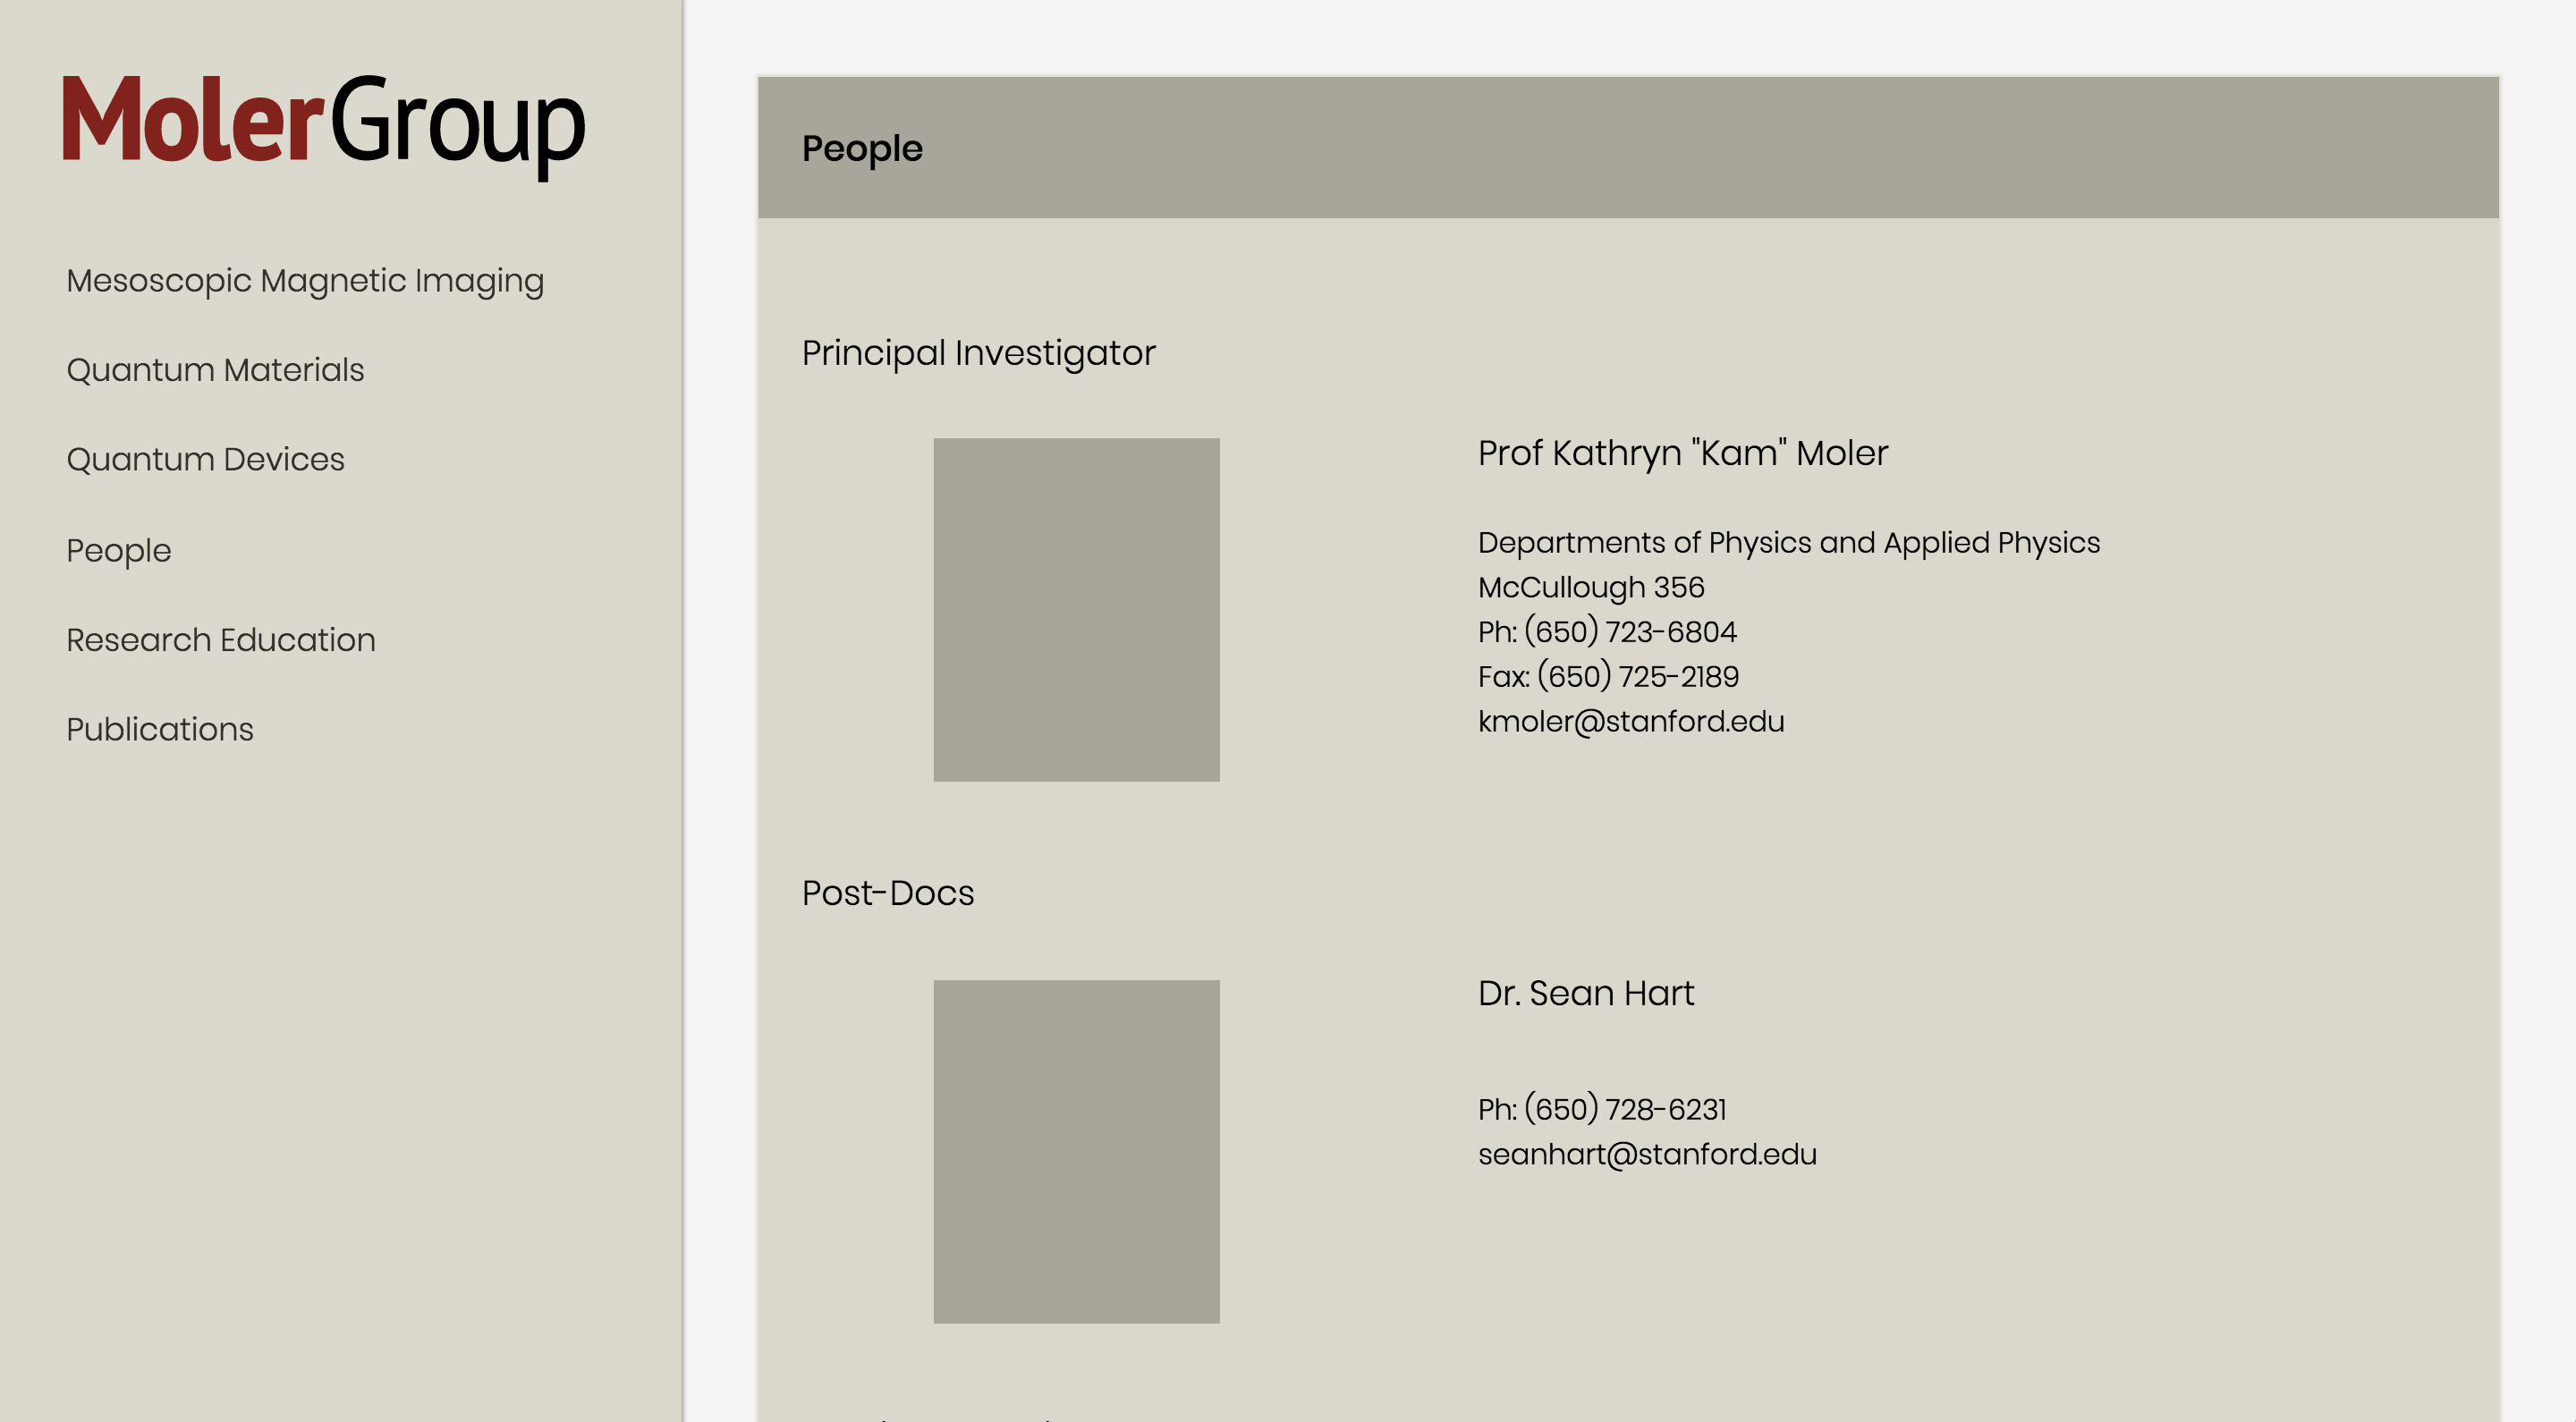 MolerGroup
Mesoscopic Magnetic Imaging
Quantum Materials
Quantum Devices
People
Research Education
Publications
People
Principal Investigator
Prof Kathryn "Kam" Moler
Departments of Physics and Applied Physics
McCullough 356
Ph: (650) 723-6804
Fax: (650) 725-2189
kmoler@stanford.edu
Post-Docs
Dr. Sean Hart
Ph: (650) 728-6231
seanhart@stanford.edu